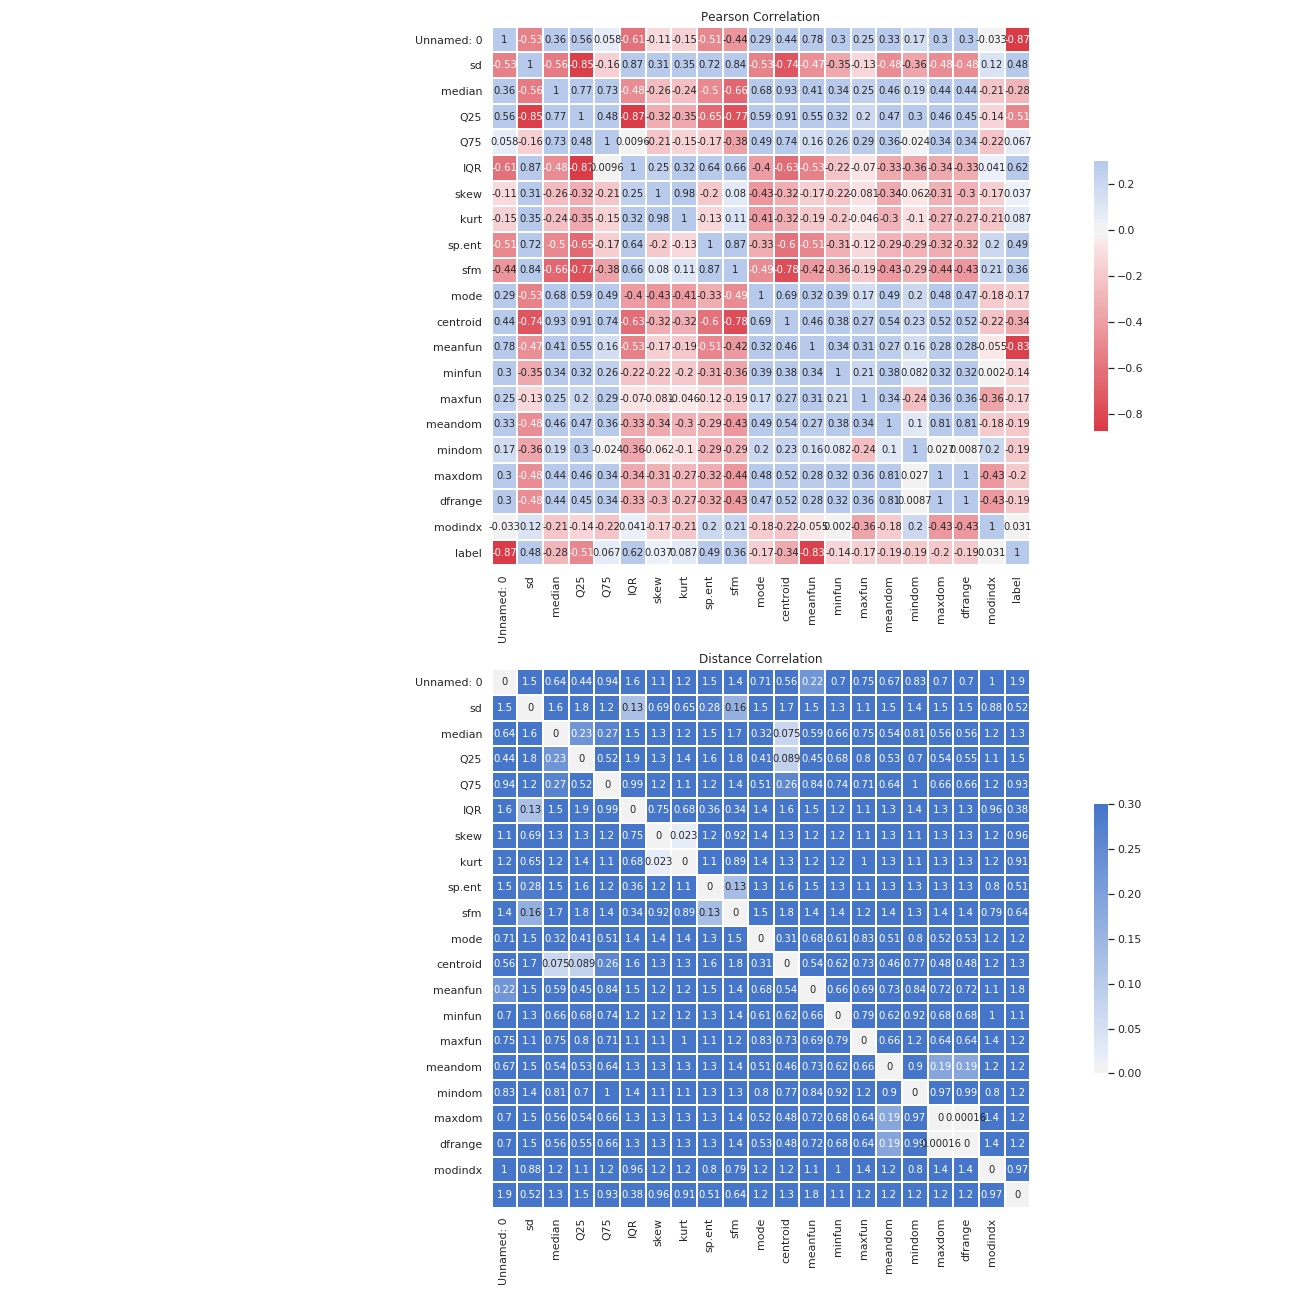 Pearson Correlation
Unnamed: 0 1 -0.53 0.36 0.56 0.058 -0.61 -0.11 -0.15 -0.51 -0.44 0.29 0.44 0.78 0.3 0.25 0.33 0.17 0.3 0.3 -0.033 -0.87
sd -0.53 1 -0.56 -0.85 -0.16 0.87 0.31 0.35 0.72 0.84 -0.53 -0.74 -0.47 -0.35 -0.13 -0.48 -0.36 -0.48 -0.48 0.12 0.48
median 0.36 -0.56 1 0.77 0.73 -0.48 -0.26 -0.24 -0.5 -0.66 0.68 0.93 0.41 0.34 0.25 0.46 0.19 0.44 0.44 -0.21 -0.28
Q25 0.56 -0.85 0.77 1 0.48 -0.87 -0.32 -0.35 -0.65 -0.77 0.59 0.91 0.55 0.32 0.2 0.47 0.3 0.46 0.45 -0.14 -0.51
Q75 0.058 -0.16 0.73 0.48 1 0.0096 -0.21 -0.15 -0.17 -0.38 0.49 0.74 0.16 0.26 0.29 0.36 -0.024 0.34 0.34 -0.22 0.067
IQR -0.61 0.87 -0.48 -0.87 0.0096 1 0.25 0.32 0.64 0.66 -0.4 -0.63 -0.53 -0.22 -0.07 -0.33 -0.36 -0.34 -0.33 0.041 0.62
skew -0.11 0.31 -0.26 -0.32 -0.21 0.25 1 0.98 -0.2 0.08 -0.43 -0.32 -0.17 -0.22 -0.081 -0.34 -0.062 -0.31 -0.3 -0.17 0.037
kurt -0.15 0.35 -0.24 -0.35 -0.15 0.32 0.98 1 -0.13 0.11 -0.41 -0.32 -0.19 -0.2 -0.046 -0.3 -0.1 -0.27 -0.27 -0.21 0.087
sp.ent -0.51 0.72 -0.5 -0.65 -0.17 0.64 -0.2 -0.13 1 0.87 -0.33 -0.6 -0.51 -0.31 -0.12 -0.29 -0.29 -0.32 -0.32 0.2 0.49
sfm -0.44 0.84 -0.66 -0.77 -0.38 0.66 0.08 0.11 0.87 1 -0.49 -0.78 -0.42 -0.36 -0.19 -0.43 -0.29 -0.44 -0.43 0.21 0.36
mode 0.29 -0.53 0.68 0.59 0.49 -0.4 -0.43 -0.41 -0.33 -0.49 1 0.69 0.32 0.39 0.17 0.49 0.2 0.48 0.47 -0.18 -0.17
centroid 0.44 -0.74 0.93 0.91 0.74 -0.63 -0.32 -0.32 -0.6 -0.78 0.69 1 0.46 0.38 0.27 0.54 0.23 0.52 0.52 -0.22 -0.34
meanfun 0.78 -0.47 0.41 0.55 0.16 -0.53 -0.17 -0.19 -0.51 -0.42 0.32 0.46 1 0.34 0.31 0.27 0.16 0.28 0.28 -0.055 -0.83
minfun 0.3 -0.35 0.34 0.32 0.26 -0.22 -0.22 -0.2 -0.31 -0.36 0.39 0.38 0.34 1 0.21 0.38 0.082 0.32 0.32 0.002 -0.14
maxfun 0.25 -0.13 0.25 0.2 0.29 -0.07 -0.081 -0.046 -0.12 -0.19 0.17 0.27 0.31 0.21 1 0.34 -0.24 0.36 0.36 -0.36 -0.17
meandom 0.33 -0.48 0.46 0.47 0.36 -0.33 -0.34 -0.3 -0.29 -0.43 0.49 0.54 0.27 0.38 0.34 1 0.1 0.81 0.81 -0.18 -0.19
mindom 0.17 -0.36 0.19 0.3 -0.024 -0.36 -0.062 -0.1 -0.29 -0.29 0.2 0.23 0.16 0.082 -0.24 0.1 1 0.027 0.0087 0.2 -0.19
maxdom 0.3 -0.48 0.44 0.46 0.34 -0.34 -0.31 -0.27 -0.32 -0.44 0.48 0.52 0.28 0.32 0.36 0.81 0.027 1 1 -0.43 -0.2
dfrange 0.3 -0.48 0.44 0.45 0.34 -0.33 -0.3 -0.27 -0.32 -0.43 0.47 0.52 0.28 0.32 0.36 0.81 0.0087 1 1 -0.43 -0.19
modindx -0.033 0.12 -0.21 -0.14 -0.22 0.041 -0.17 -0.21 0.2 0.21 -0.18 -0.22 -0.055 0.002 -0.36 -0.18 0.2 -0.43 -0.43 1 0.031
label -0.87 0.48 -0.28 -0.51 0.067 0.62 0.037 0.087 0.49 0.36 -0.17 -0.34 -0.83 -0.14 -0.17 -0.19 -0.19 -0.2 -0.19 0.031 1
Unnamed: 0 sd median Q25 Q75 IQR skew kurt sp.ent sfm mode centroid meanfun minfun maxfun meandom mindom maxdom dfrange modindx label
0.2
0.0
−0.2
−0.4
−0.6
−0.8
Distance Correlation
Unnamed: 0 0 1.5 0.64 0.44 0.94 1.6 1.1 1.2 1.5 1.4 0.71 0.56 0.22 0.7 0.75 0.67 0.83 0.7 0.7 1 1.9
sd 1.5 0 1.6 1.8 1.2 0.13 0.69 0.65 0.28 0.16 1.5 1.7 1.5 1.3 1.1 1.5 1.4 1.5 1.5 0.88 0.52
median 0.64 1.6 0 0.23 0.27 1.5 1.3 1.2 1.5 1.7 0.32 0.075 0.59 0.66 0.75 0.54 0.81 0.56 0.56 1.2 1.3
Q25 0.44 1.8 0.23 0 0.52 1.9 1.3 1.4 1.6 1.8 0.41 0.089 0.45 0.68 0.8 0.53 0.7 0.54 0.55 1.1 1.5
Q75 0.94 1.2 0.27 0.52 0 0.99 1.2 1.1 1.2 1.4 0.51 0.26 0.84 0.74 0.71 0.64 1 0.66 0.66 1.2 0.93
IQR 1.6 0.13 1.5 1.9 0.99 0 0.75 0.68 0.36 0.34 1.4 1.6 1.5 1.2 1.1 1.3 1.4 1.3 1.3 0.96 0.38
skew 1.1 0.69 1.3 1.3 1.2 0.75 0 0.023 1.2 0.92 1.4 1.3 1.2 1.2 1.1 1.3 1.1 1.3 1.3 1.2 0.96
kurt 1.2 0.65 1.2 1.4 1.1 0.68 0.023 0 1.1 0.89 1.4 1.3 1.2 1.2 1 1.3 1.1 1.3 1.3 1.2 0.91
sp.ent 1.5 0.28 1.5 1.6 1.2 0.36 1.2 1.1 0 0.13 1.3 1.6 1.5 1.3 1.1 1.3 1.3 1.3 1.3 0.8 0.51
sfm 1.4 0.16 1.7 1.8 1.4 0.34 0.92 0.89 0.13 0 1.5 1.8 1.4 1.4 1.2 1.4 1.3 1.4 1.4 0.79 0.64
mode 0.71 1.5 0.32 0.41 0.51 1.4 1.4 1.4 1.3 1.5 0 0.31 0.68 0.61 0.83 0.51 0.8 0.52 0.53 1.2 1.2
centroid 0.56 1.7 0.075 0.089 0.26 1.6 1.3 1.3 1.6 1.8 0.31 0 0.54 0.62 0.73 0.46 0.77 0.48 0.48 1.2 1.3
meanfun 0.22 1.5 0.59 0.45 0.84 1.5 1.2 1.2 1.5 1.4 0.68 0.54 0 0.66 0.69 0.73 0.84 0.72 0.72 1.1 1.8
minfun 0.7 1.3 0.66 0.68 0.74 1.2 1.2 1.2 1.3 1.4 0.61 0.62 0.66 0 0.79 0.62 0.92 0.68 0.68 1 1.1
maxfun 0.75 1.1 0.75 0.8 0.71 1.1 1.1 1 1.1 1.2 0.83 0.73 0.69 0.79 0 0.66 1.2 0.64 0.64 1.4 1.2
meandom 0.67 1.5 0.54 0.53 0.64 1.3 1.3 1.3 1.3 1.4 0.51 0.46 0.73 0.62 0.66 0 0.9 0.19 0.19 1.2 1.2
mindom 0.83 1.4 0.81 0.7 1 1.4 1.1 1.1 1.3 1.3 0.8 0.77 0.84 0.92 1.2 0.9 0 0.97 0.99 0.8 1.2
maxdom 0.7 1.5 0.56 0.54 0.66 1.3 1.3 1.3 1.3 1.4 0.52 0.48 0.72 0.68 0.64 0.19 0.97 0 0.00016 1.4 1.2
dfrange 0.7 1.5 0.56 0.55 0.66 1.3 1.3 1.3 1.3 1.4 0.53 0.48 0.72 0.68 0.64 0.19 0.99 0.00016 0 1.4 1.2
modindx 1 0.88 1.2 1.1 1.2 0.96 1.2 1.2 0.8 0.79 1.2 1.2 1.1 1 1.4 1.2 0.8 1.4 1.4 0 0.97
1.9 0.52 1.3 1.5 0.93 0.38 0.96 0.91 0.51 0.64 1.2 1.3 1.8 1.1 1.2 1.2 1.2 1.2 1.2 0.97 0
Unnamed: 0 sd median Q25 Q75 IQR skew kurt sp.ent sfm mode centroid meanfun minfun maxfun meandom mindom maxdom dfrange modindx
0.30
0.25
0.20
0.15
0.10
0.05
0.00